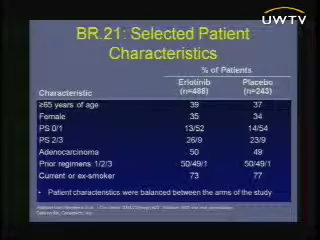 UWTV
BR.21: Selected Patient
Characteristics
% of Patients
Erlotinib Placebo
Characteristic (n=488) (n=243)
≥65 years of age 39 37
Female 35 34
PS 0/1 13/52 14/54
PS 2/3 26/9 23/9
Adenocarcinoma 50 49
Prior regimens 1/2/3 50/49/1 50/49/1
Current or ex-smoker 73 77
• Patient characteristics were balanced between the arms of the study